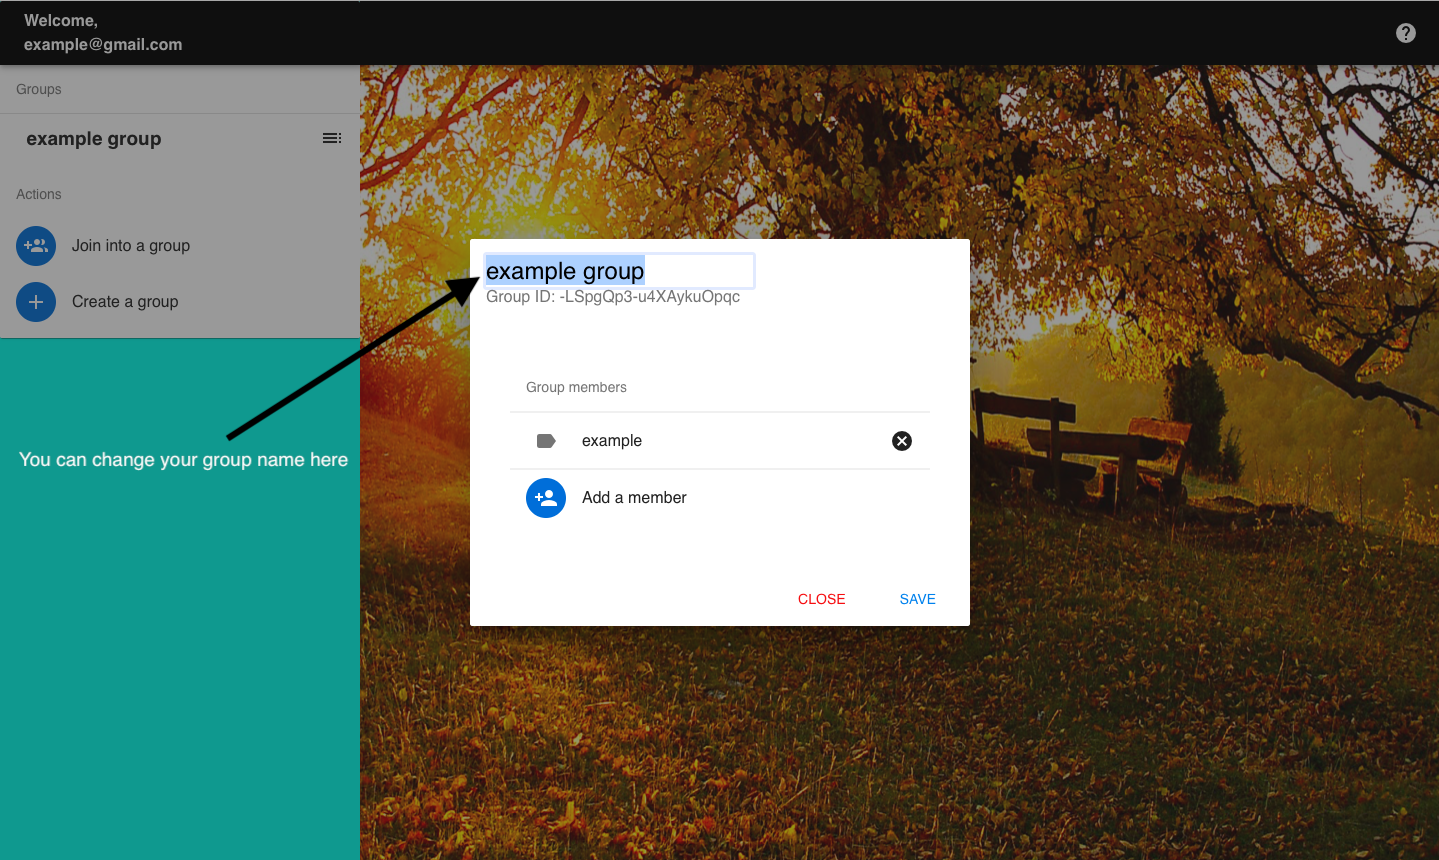 Welcome,
example@gmail.com
Groups
example group
Actions
Join into a group
Create a group
You can change your group name here
example group
Group ID: -LSpgQp3-u4XAykuOpqc
Group members
example
Add a member
CLOSE
SAVE